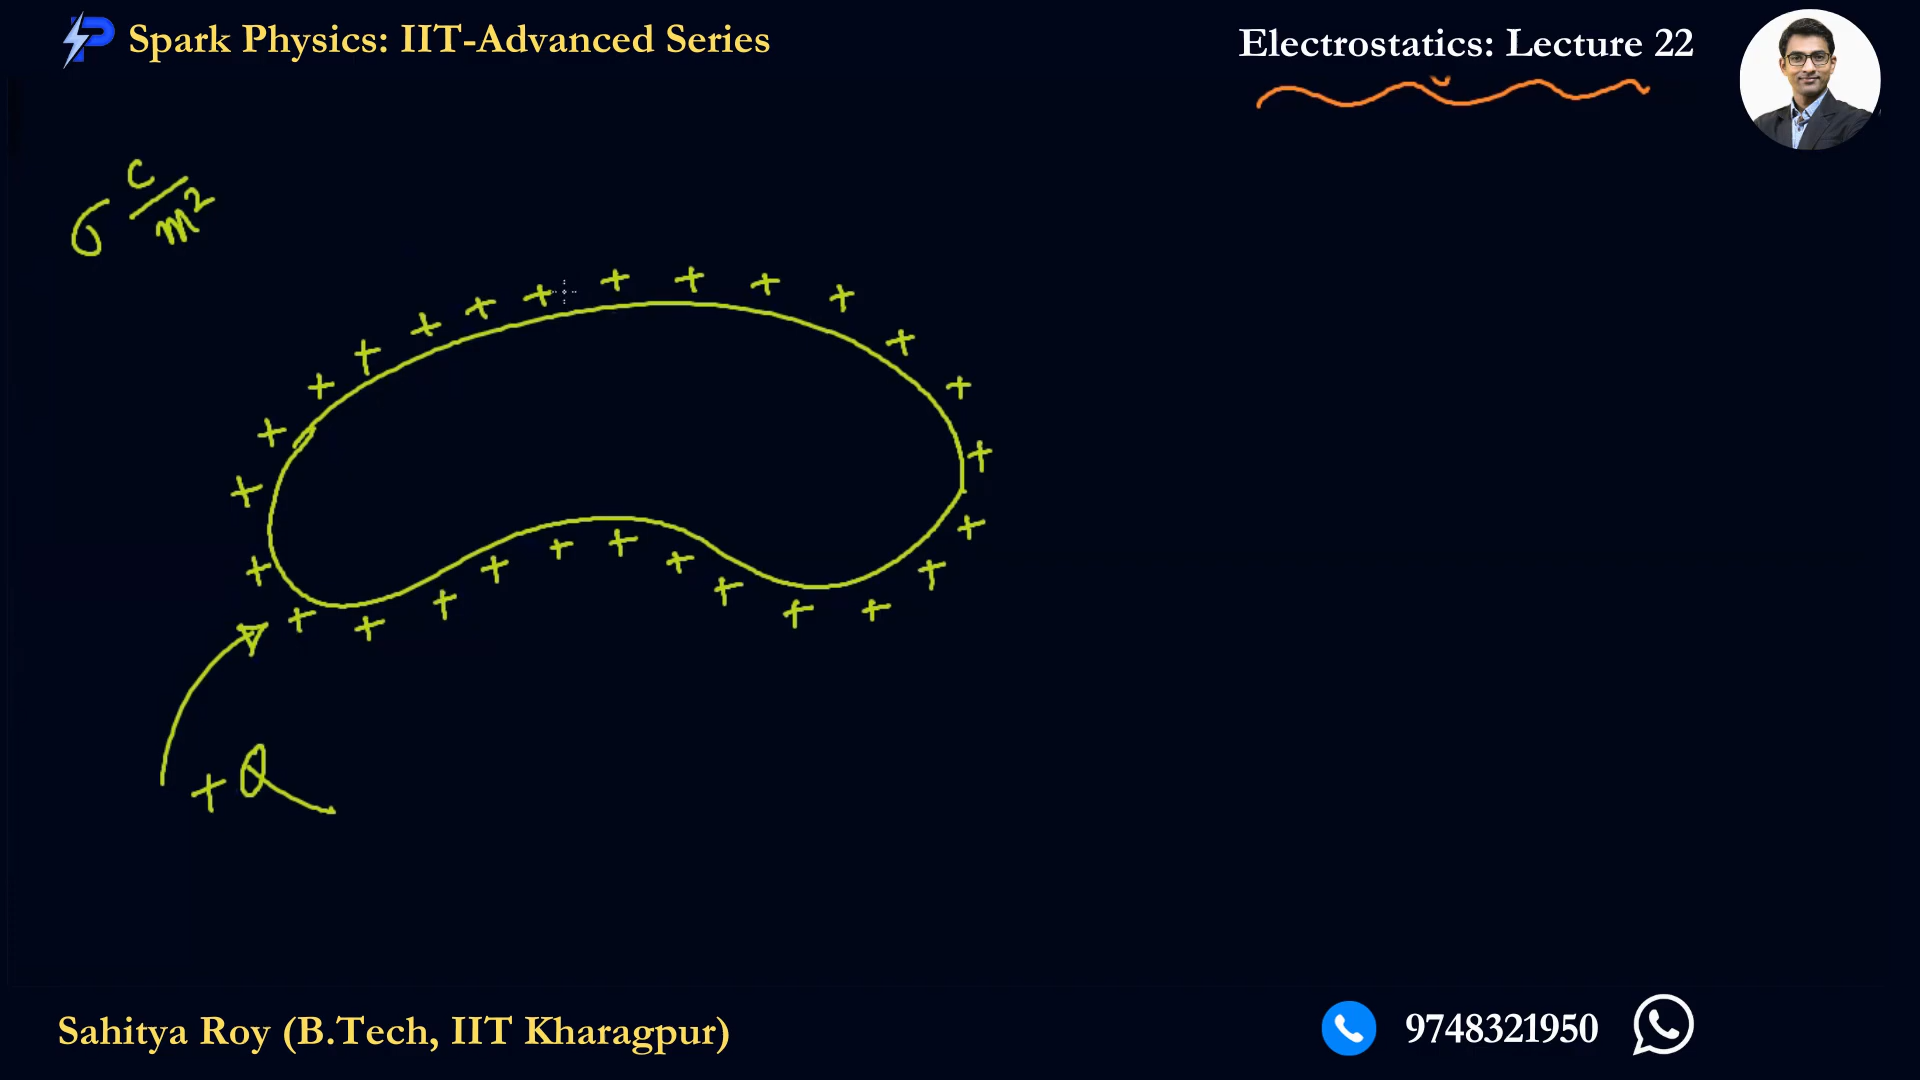 Spark Physics: IIT-Advanced Series
Electrostatics: Lecture 22
σ C/m²
+ + + + + + + + + + + + + + + + + + + + + + + + + + + + +
+Q
Sahitya Roy (B.Tech, IIT Kharagpur)
9748321950